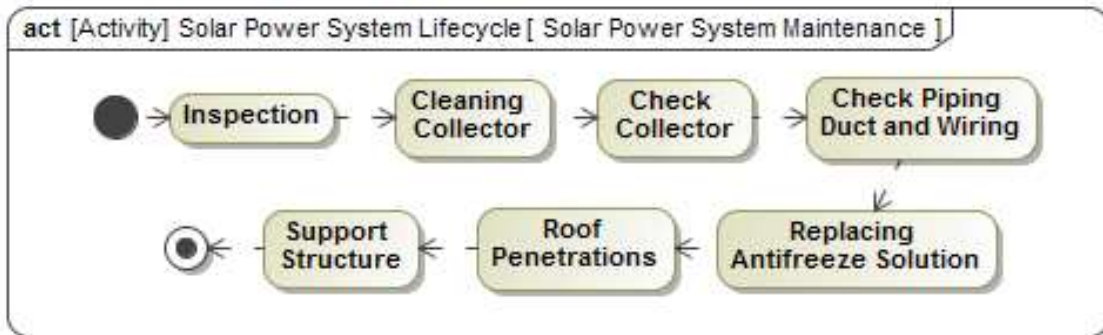 act [Activity] Solar Power System Lifecycle [ Solar Power System Maintenance ]
Inspection
Cleaning
Collector
Check
Collector
Check Piping
Duct and Wiring
Replacing
Antifreeze Solution
Roof
Penetrations
Support
Structure